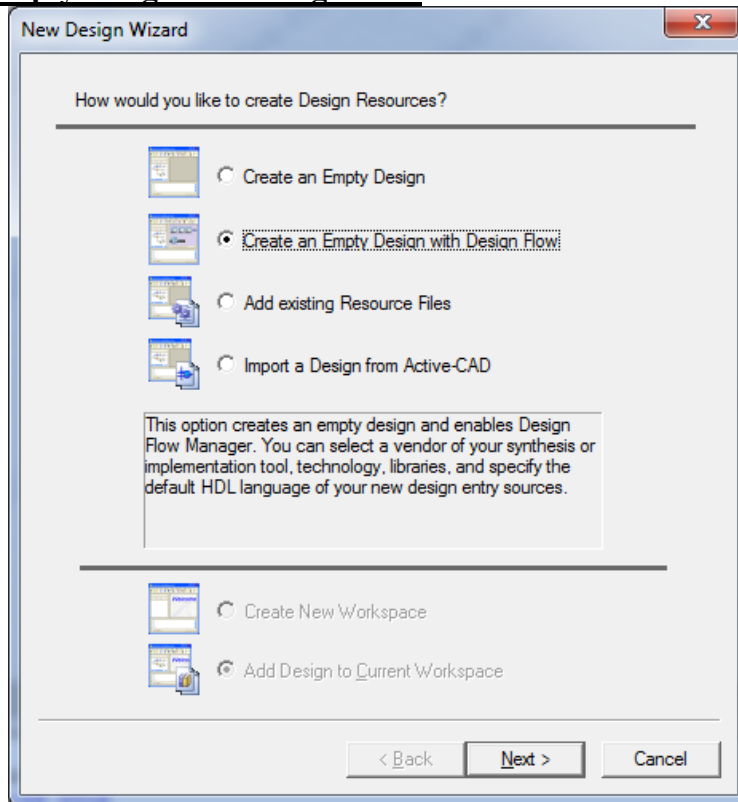 New Design Wizard
How would you like to create Design Resources?
Create an Empty Design
Create an Empty Design with Design Flow
Add existing Resource Files
Import a Design from Active-CAD
This option creates an empty design and enables Design
Flow Manager. You can select a vendor of your synthesis or
implementation tool, technology, libraries, and specify the
default HDL language of your new design entry sources.
Create New Workspace
Add Design to Current Workspace
< Back Next > Cancel